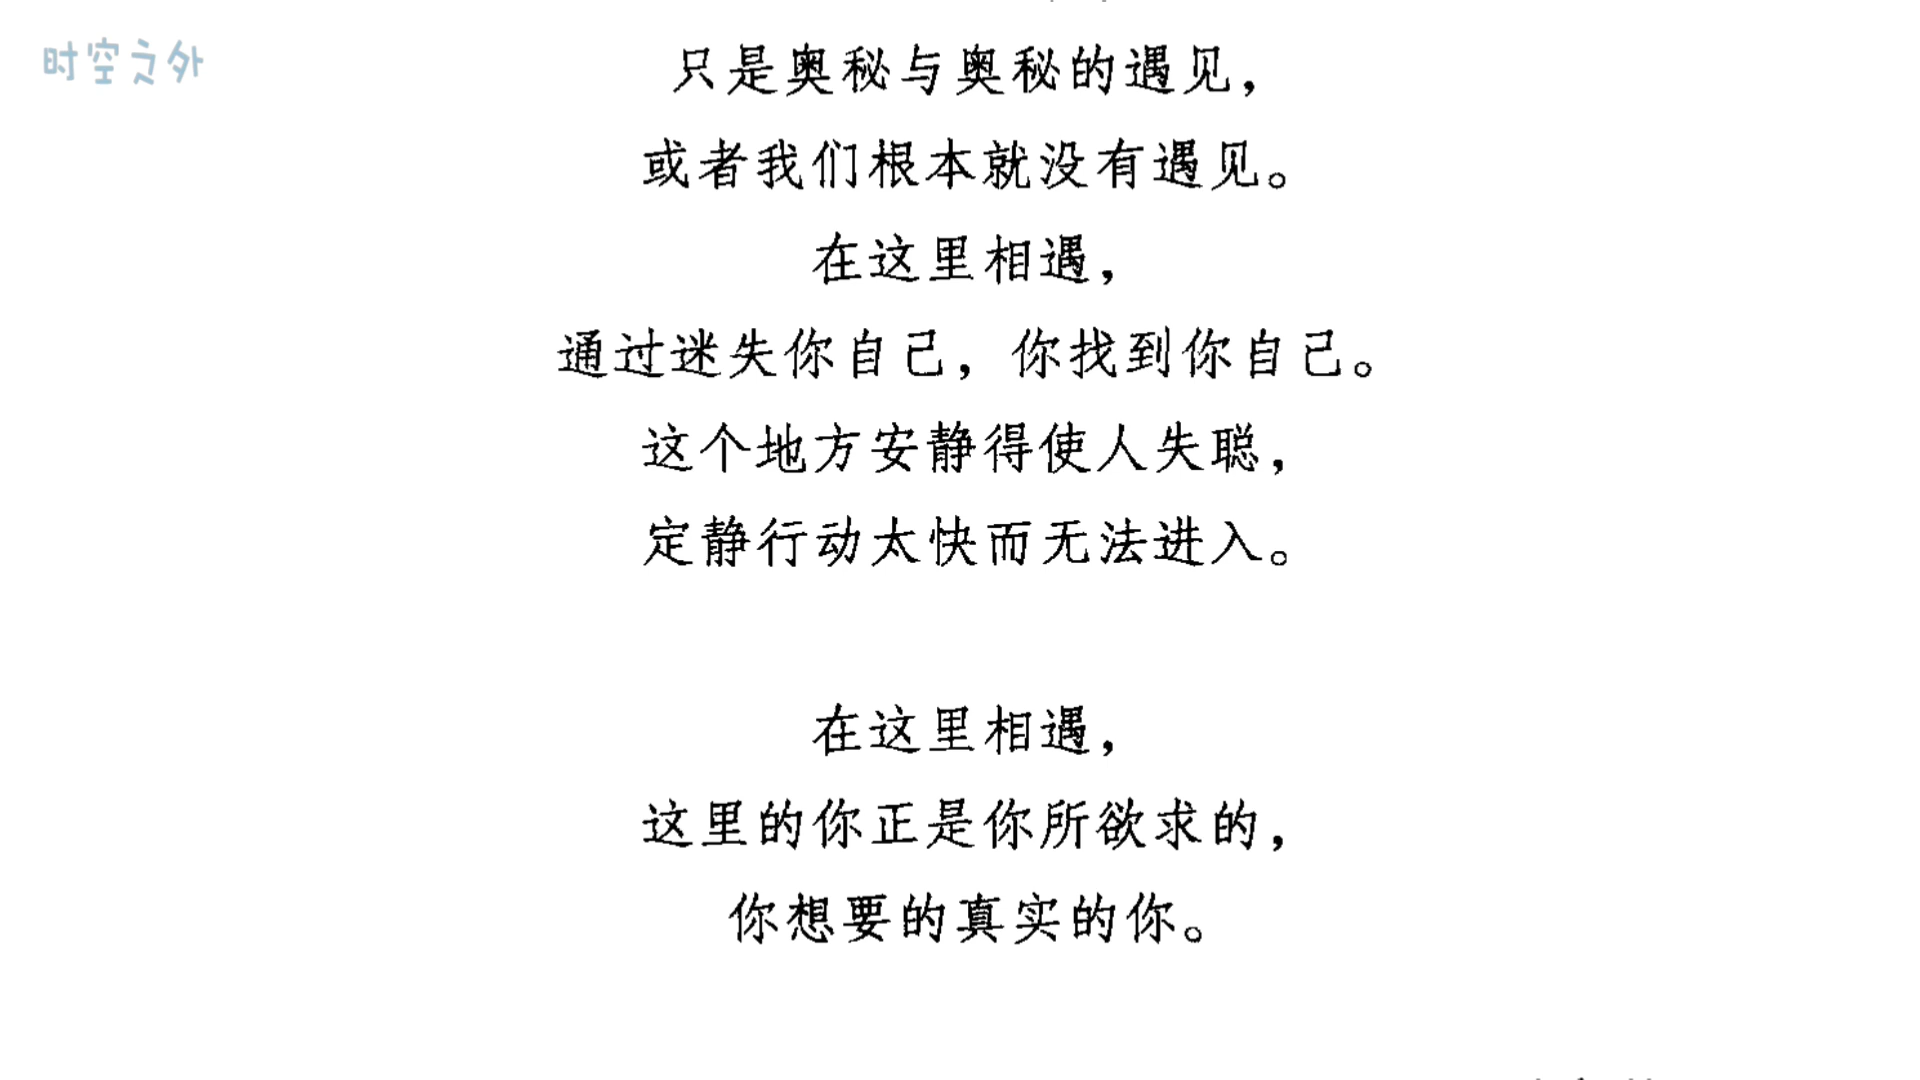 时空之外
只是奥秘与奥秘的遇见，
或者我们根本就没有遇见。
在这里相遇，
通过迷失你自己，你找到你自己。
这个地方安静得使人失聪，
定静行动太快而无法进入。
在这里相遇，
这里的你正是你所欲求的，
你想要的真实的你。